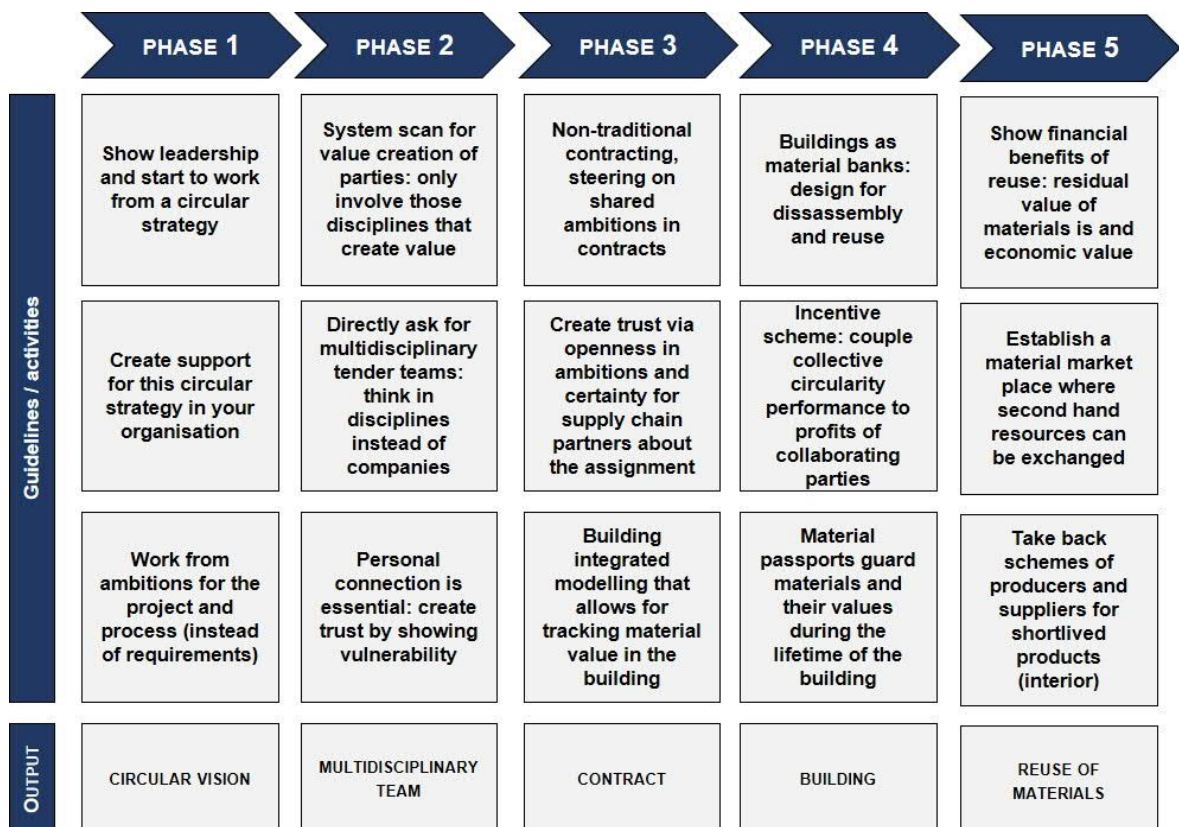 PHASE 1
PHASE 2
PHASE 3
PHASE 4
PHASE 5
Guidelines / activities
Show leadership
and start to work
from a circular
strategy
System scan for
value creation of
parties: only
involve those
disciplines that
create value
Non-traditional
contracting,
steering on
shared
ambitions in
contracts
Buildings as
material banks:
design for
dissassembly
and reuse
Show financial
benefits of
reuse: residual
value of
materials is and
economic value
Create support
for this circular
strategy in your
organisation
Directly ask for
multidisciplinary
tender teams:
think in
disciplines
instead of
companies
Create trust via
openness in
ambitions and
certainty for
supply chain
partners about
the assignment
Incentive
scheme: couple
collective
circularity
performance to
profits of
collaborating
parties
Establish a
material market
place where
second hand
resources can
be exchanged
Work from
ambitions for the
project and
process (instead
of requirements)
Personal
connection is
essential: create
trust by showing
vulnerability
Building
integrated
modelling that
allows for
tracking material
value in the
building
Material
passports guard
materials and
their values
during the
lifetime of the
building
Take back
schemes of
producers and
suppliers for
shortlived
products
(interior)
OUTPUT
CIRCULAR VISION
MULTIDISCIPLINARY
TEAM
CONTRACT
BUILDING
REUSE OF
MATERIALS